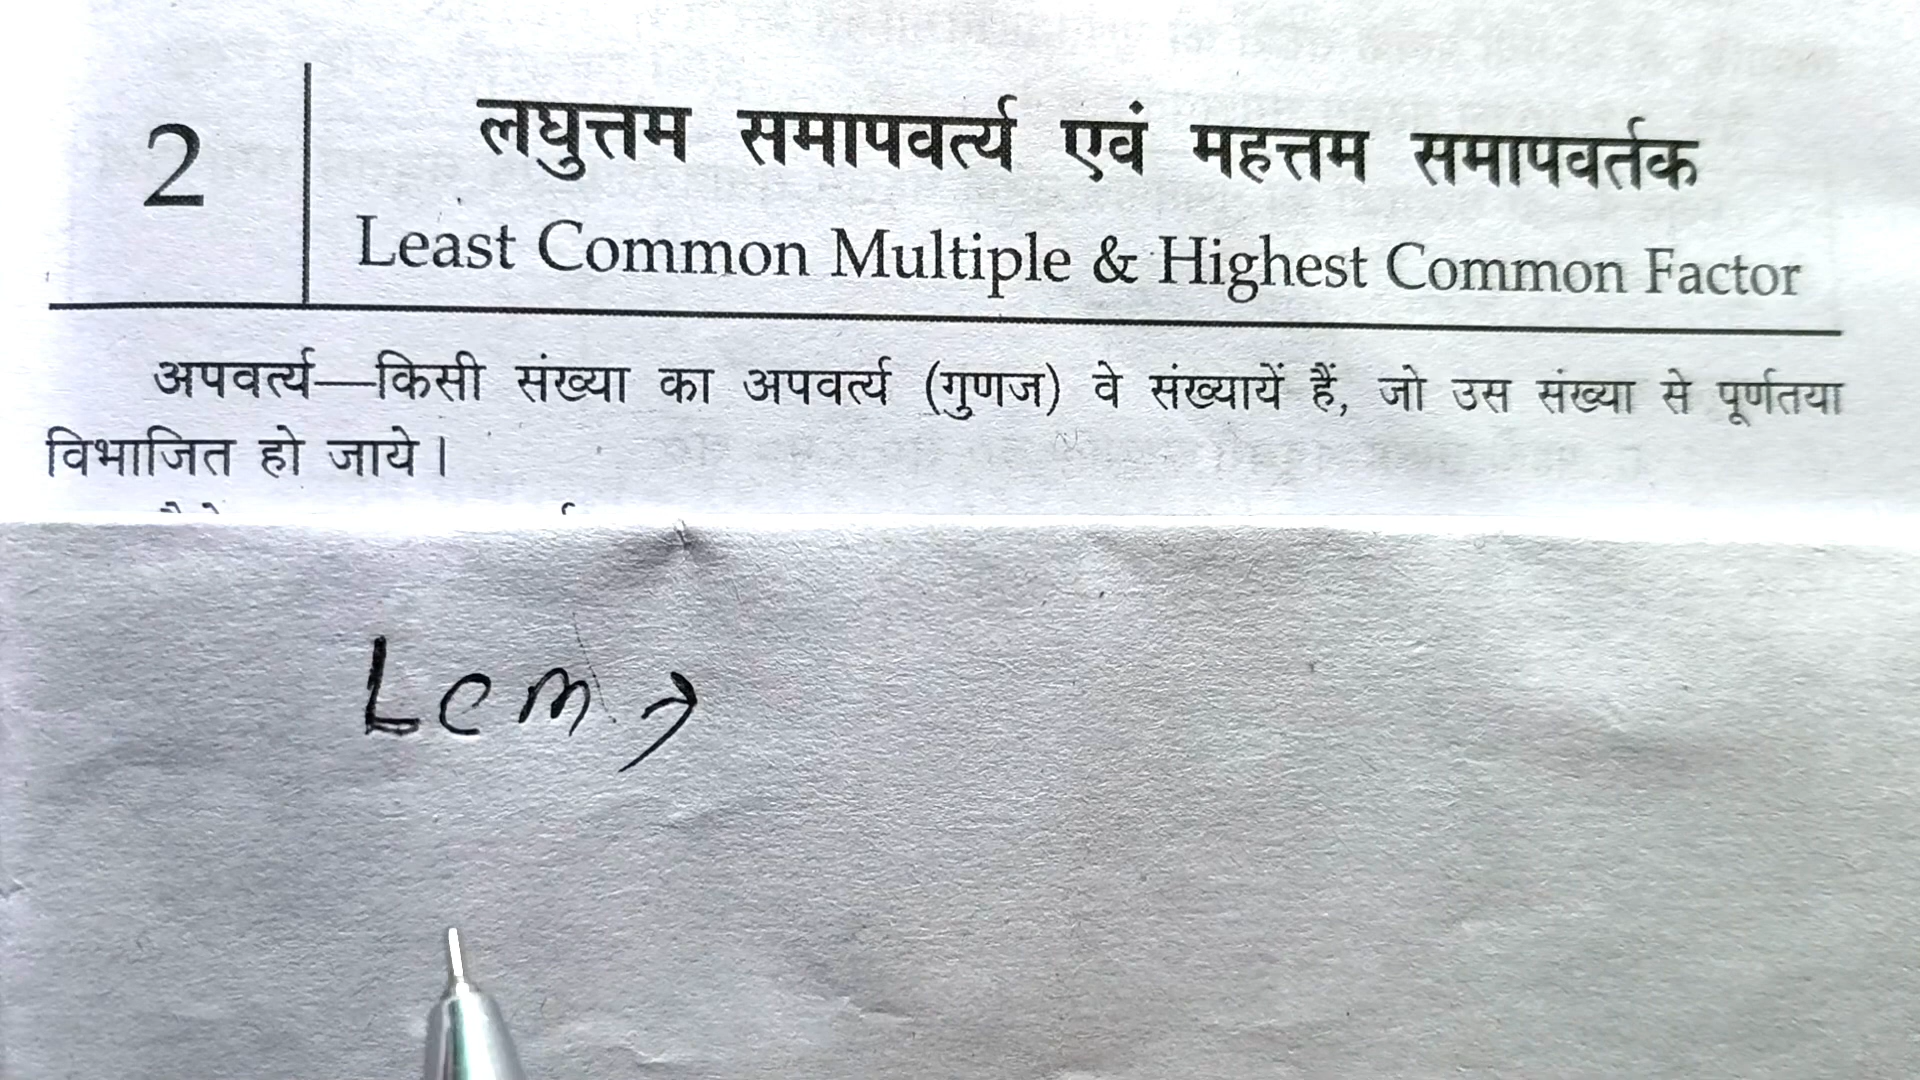 2
लघुत्तम समापवर्त्य एवं महत्तम समापवर्तक
Least Common Multiple & Highest Common Factor
अपवर्त्य—किसी संख्या का अपवर्त्य (गुणज) वे संख्यायें हैं, जो उस संख्या से पूर्णतया
विभाजित हो जाये।
Lcm →